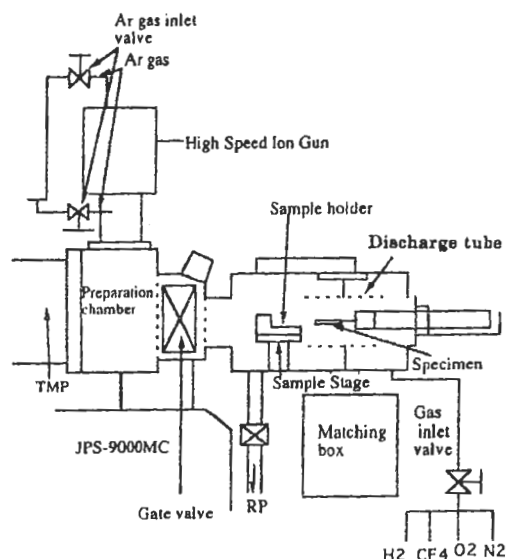 Ar gas inlet
valve
Ar gas
High Speed Ion Gun
Sample holder
Discharge tube
Preparation
chamber
TMP
Specimen
Sample Stage
JPS-9000MC
Gate valve
RP
Matching
box
Gas
inlet
valve
H2 CF4 O2 N2